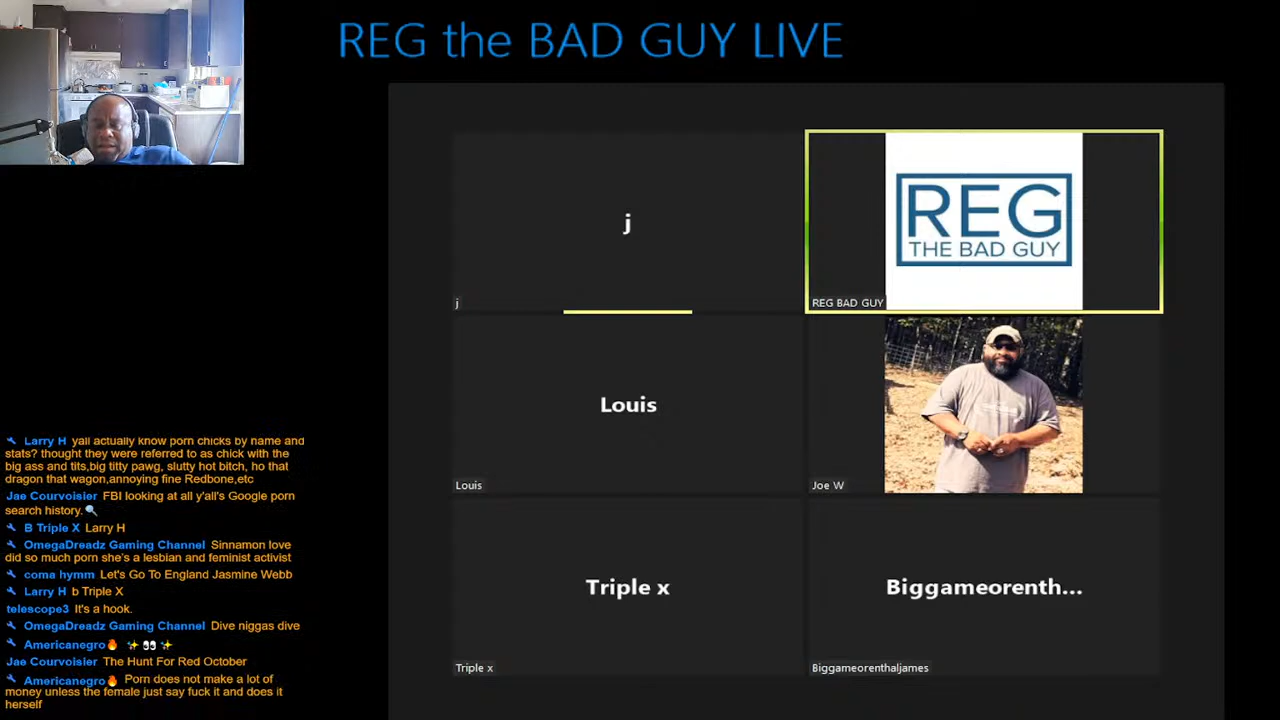 REG the BAD GUY LIVE
j
REG
THE BAD GUY
j
REG BAD GUY
Louis
Louis
Joe W
Triple x
Biggameorenth...
Triple x
Biggameorenthaljames
Larry H yall actually know porn chicks by name and
stats? thought they were referred to as chick with the
big ass and tits,big titty pawg, slutty hot bitch, ho that
dragon that wagon,annoying fine Redbone,etc
Jae Courvoisier FBI looking at all y'all's Google porn
search history.🔍
B Triple X Larry H
OmegaDreadz Gaming Channel Sinnamon love
did so much porn she's a lesbian and feminist activist
coma hymm Let's Go To England Jasmine Webb
Larry H b Triple X
telescope3 It's a hook.
OmegaDreadz Gaming Channel Dive niggas dive
Americanegro🔥 ✨👀✨
Jae Courvoisier The Hunt For Red October
Americanegro🔥 Porn does not make a lot of
money unless the female just say fuck it and does it
herself